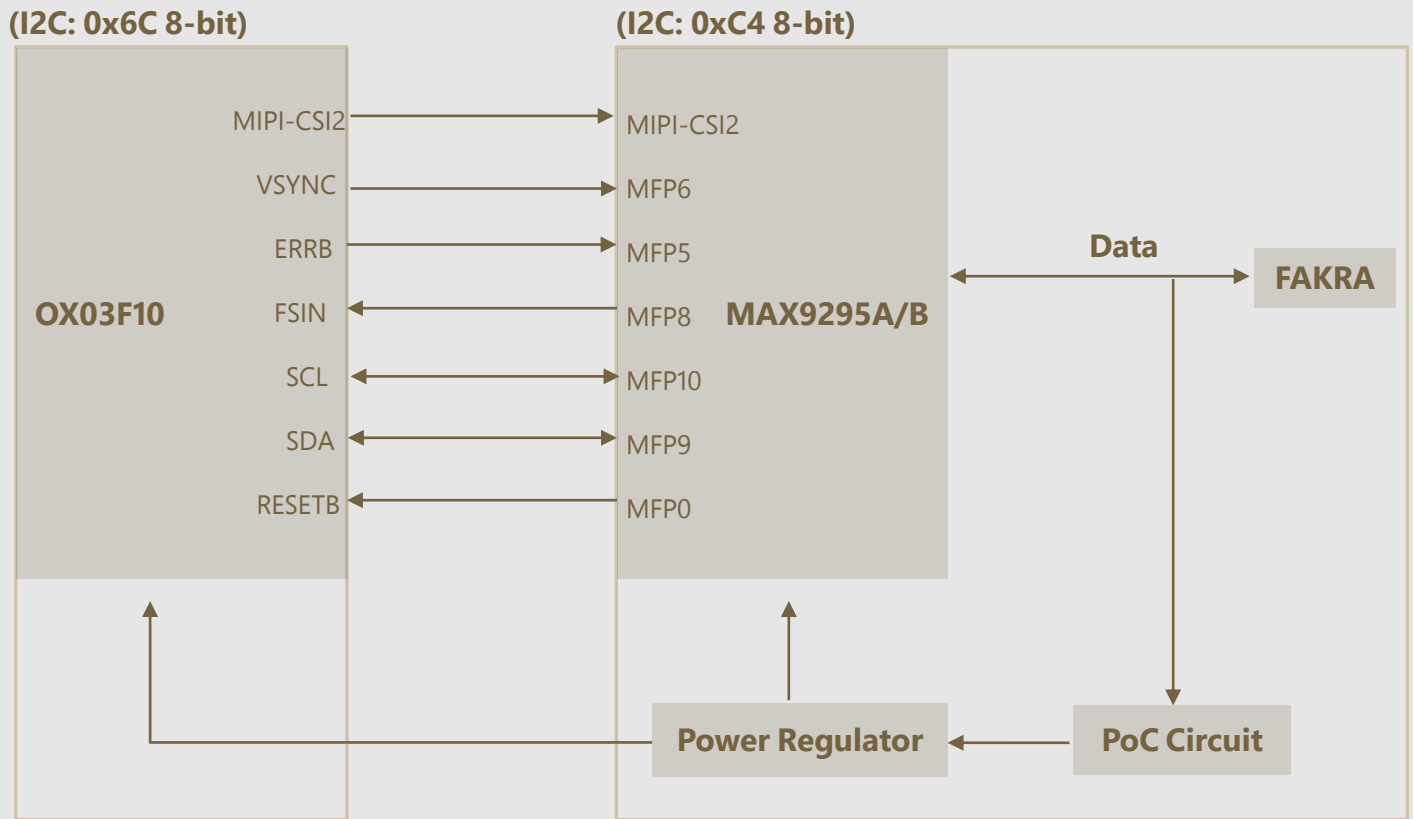 (I2C: 0x6C 8-bit)
(I2C: 0xC4 8-bit)
MIPI-CSI2
MIPI-CSI2
VSYNC
MFP6
ERRB
MFP5
Data
FAKRA
OX03F10
FSIN
MFP8
MAX9295A/B
SCL
MFP10
SDA
MFP9
RESETB
MFP0
Power Regulator
PoC Circuit